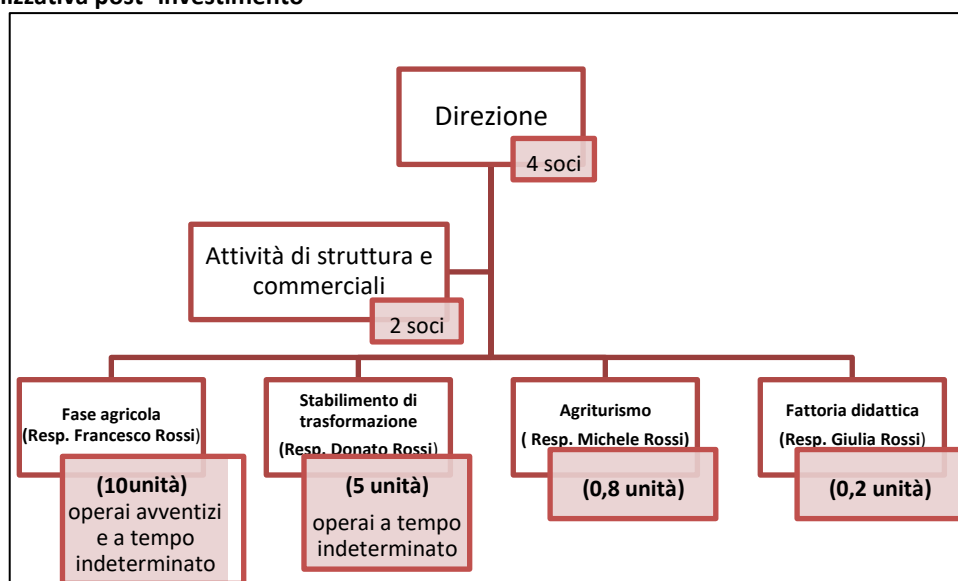 lizzativa post-investimento
Direzione
4 soci
Attività di struttura e
commerciali
2 soci
Fase agricola
(Resp. Francesco Rossi)
(10unità)
operai avventizi
e a tempo
indeterminato
Stabilimento di
trasformazione
(Resp. Donato Rossi)
(5 unità)
operai a tempo
indeterminato
Agriturismo
( Resp. Michele Rossi)
(0,8 unità)
Fattoria didattica
(Resp. Giulia Rossi)
(0,2 unità)